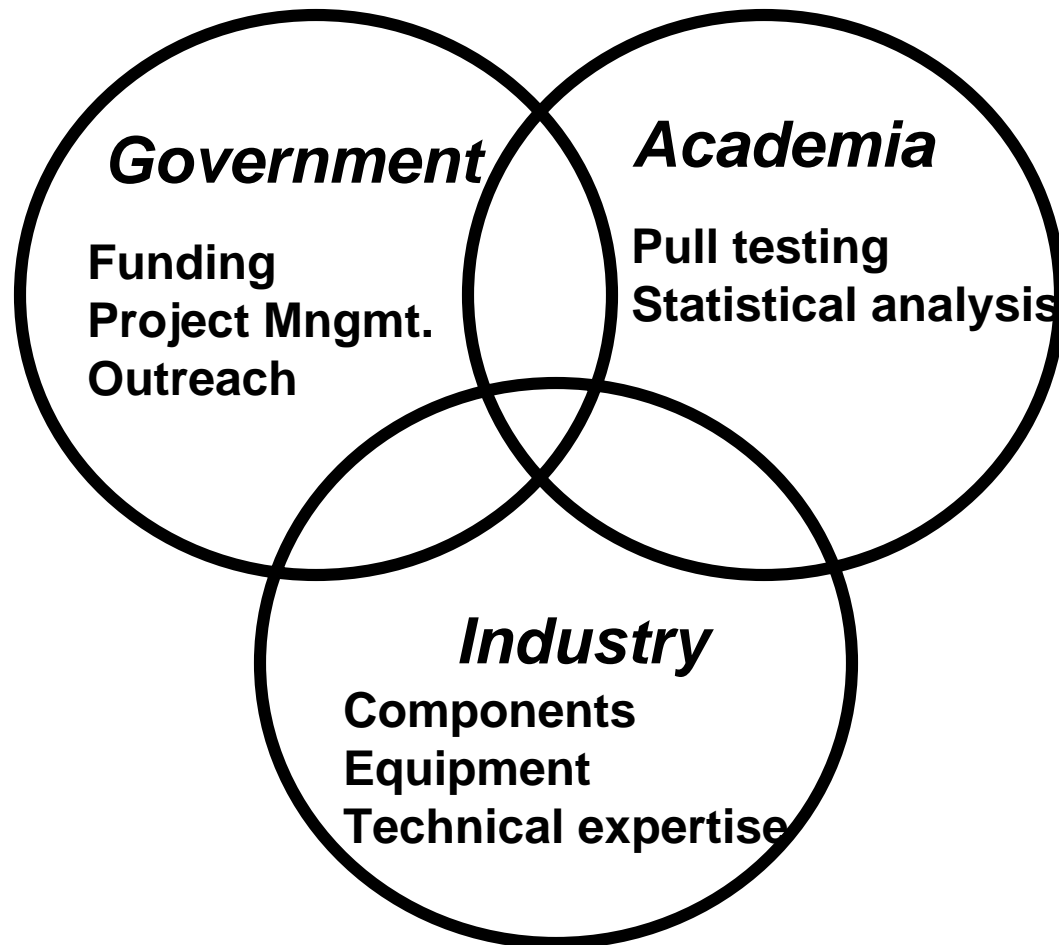 Government
Funding
Project Mngmt.
Outreach
Academia
Pull testing
Statistical analysis
Industry
Components
Equipment
Technical expertise